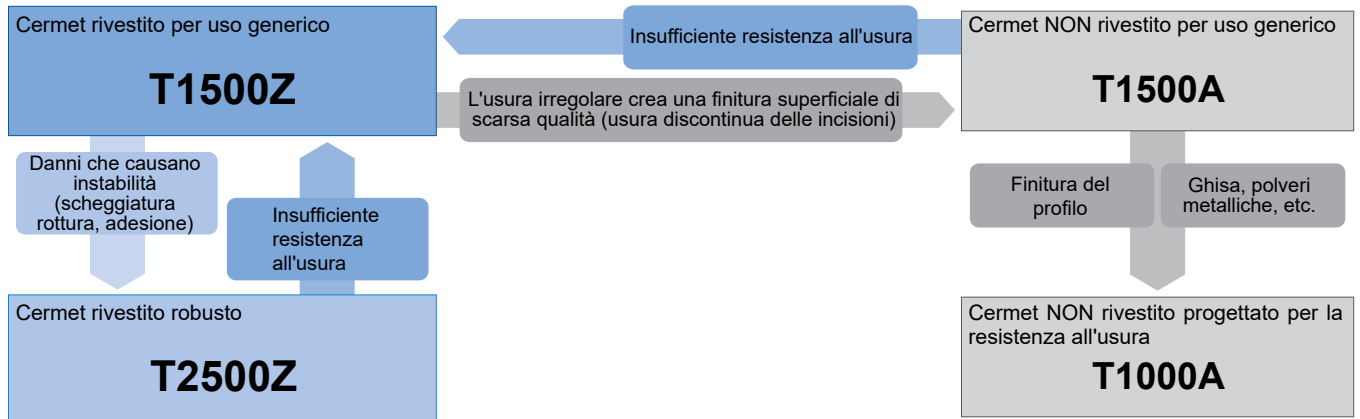 Cermet rivestito per uso generico
T1500Z
Insufficiente resistenza all'usura
Cermet NON rivestito per uso generico
T1500A
L'usura irregolare crea una finitura superficiale di
scarsa qualità (usura discontinua delle incisioni)
Danni che causano
instabilità
(scheggiatura
rottura, adesione)
Insufficiente
resistenza
all'usura
Finitura del
profilo
Ghisa, polveri
metalliche, etc.
Cermet rivestito robusto
T2500Z
Cermet NON rivestito progettato per la
resistenza all'usura
T1000A